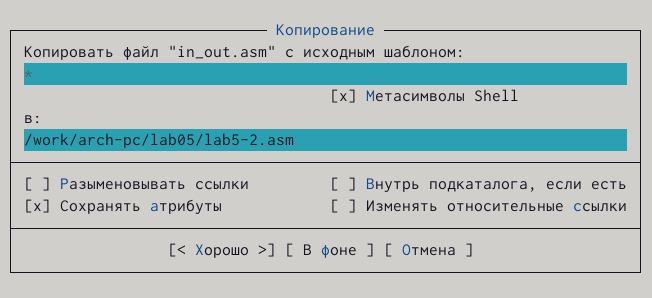 Копирование
Копировать файл "in_out.asm" с исходным шаблоном:
*
[x] Метасимволы Shell
в:
/work/arch-pc/lab05/lab5-2.asm
[ ] Разыменовывать ссылки [ ] Внутрь подкаталога, если есть
[x] Сохранять атрибуты [ ] Изменять относительные ссылки
[< Хорошо >] [ В фоне ] [ Отмена ]